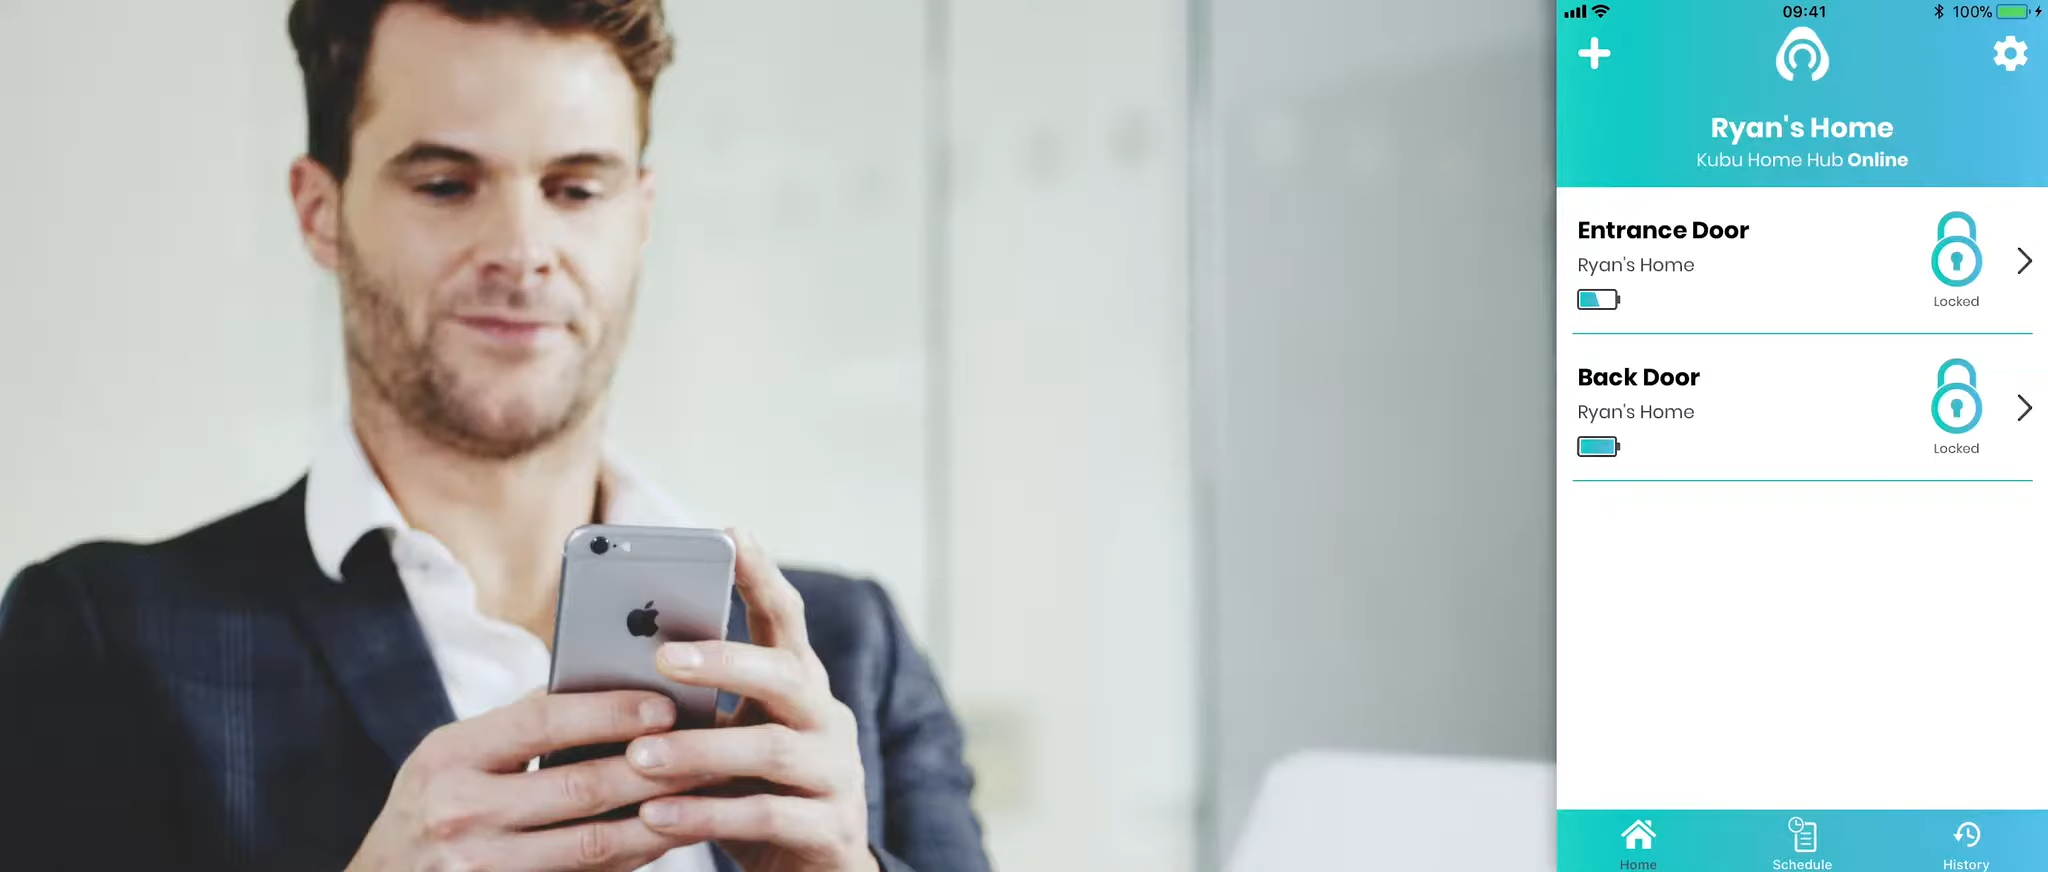 09:41
100%
Ryan's Home
Kubu Home Hub Online
Entrance Door
Ryan's Home
Locked
Back Door
Ryan's Home
Locked
Home
Schedule
History